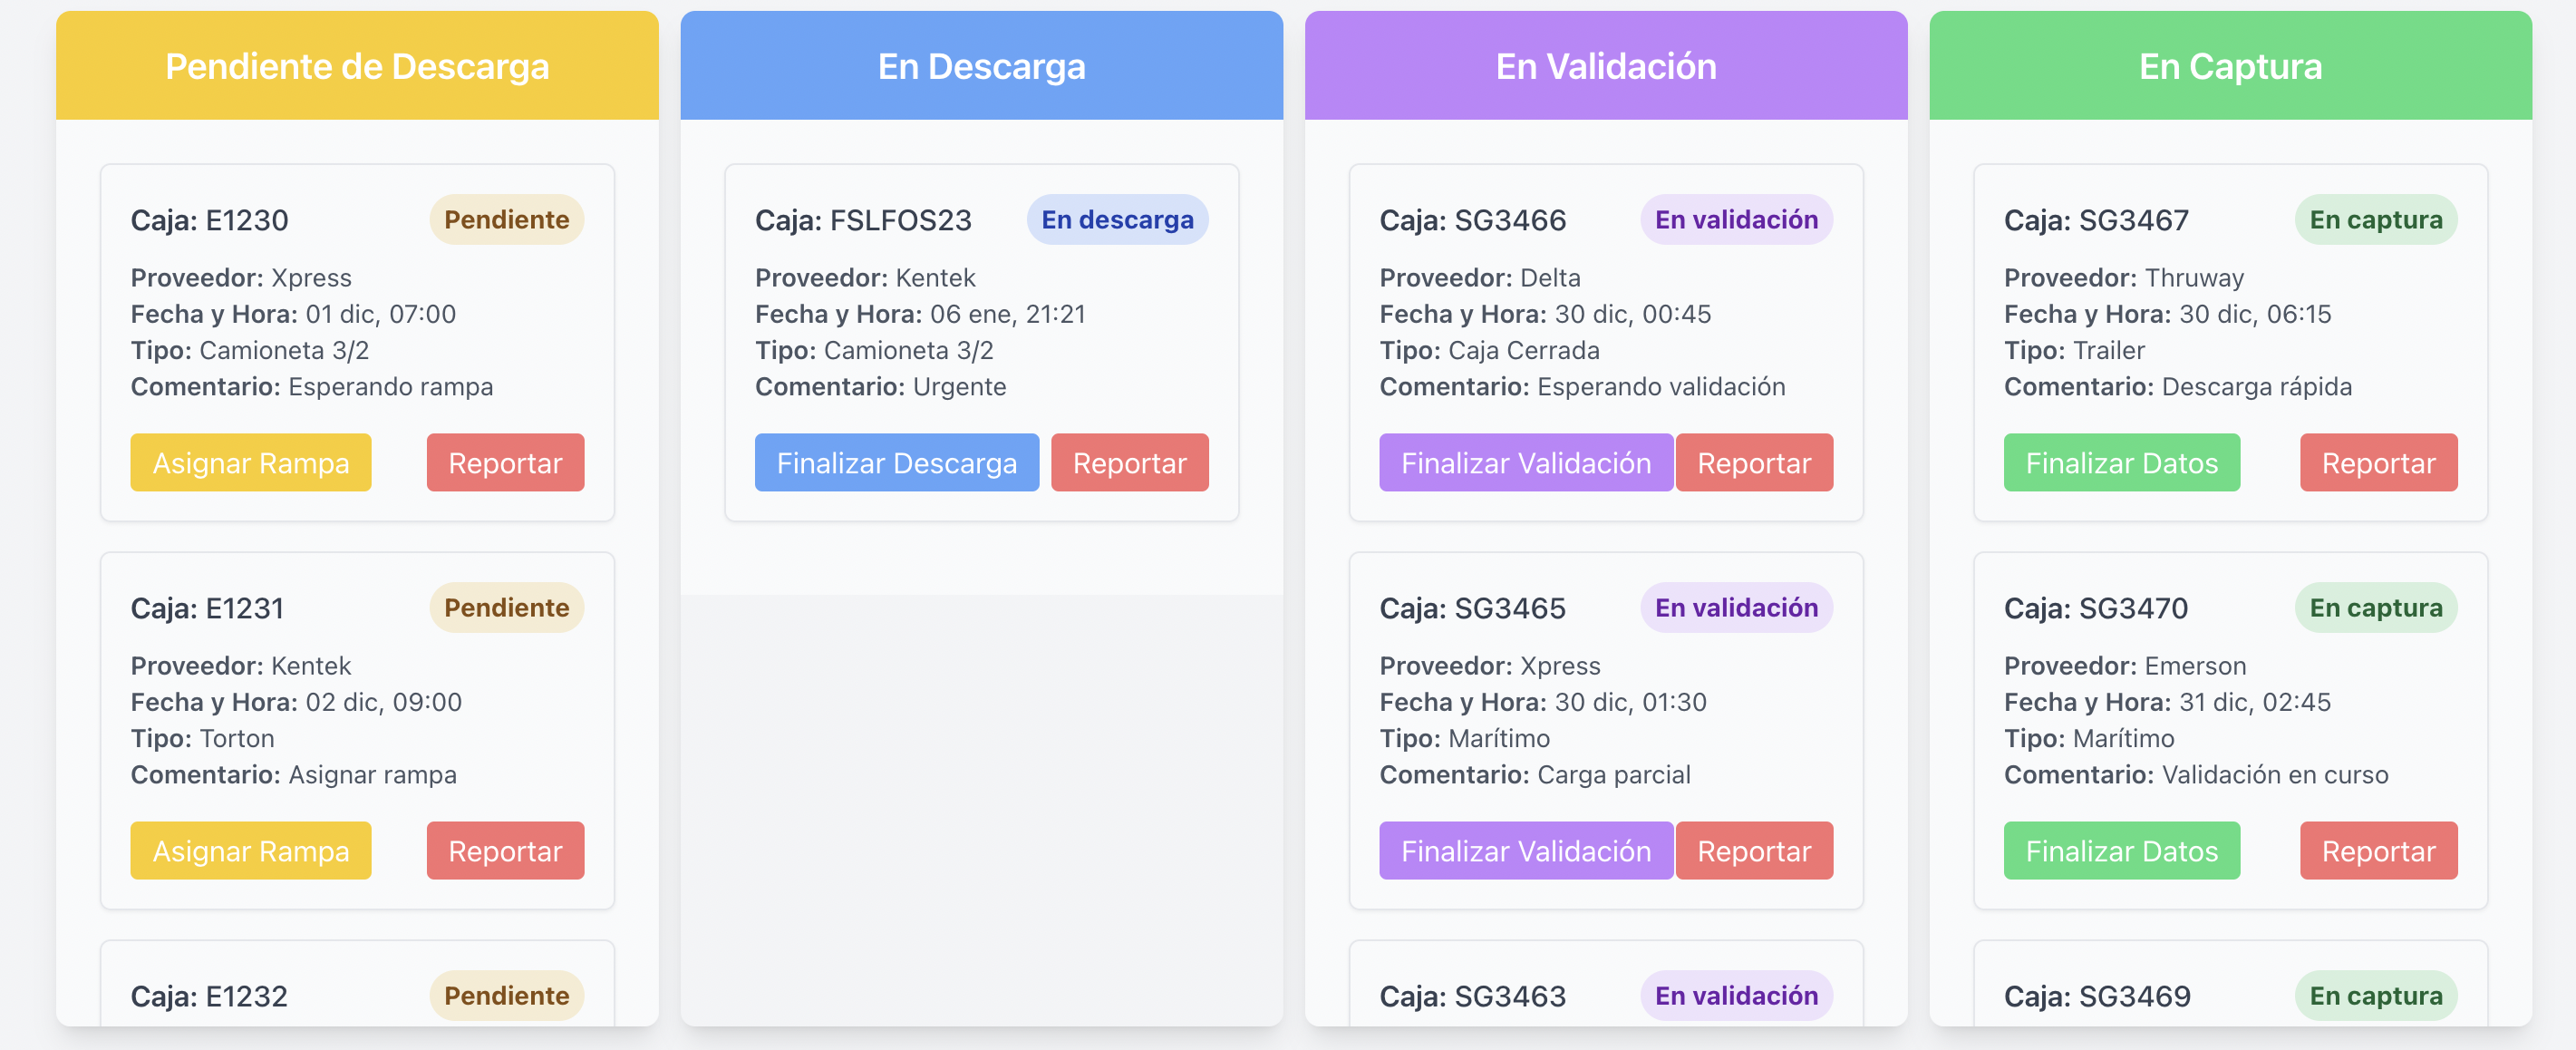 Pendiente de Descarga
Caja: E1230
Pendiente
Proveedor: Xpress
Fecha y Hora: 01 dic, 07:00
Tipo: Camioneta 3/2
Comentario: Esperando rampa
Asignar Rampa
Reportar
Caja: E1231
Pendiente
Proveedor: Kentek
Fecha y Hora: 02 dic, 09:00
Tipo: Torton
Comentario: Asignar rampa
Asignar Rampa
Reportar
Caja: E1232
Pendiente
En Descarga
Caja: FSLFOS23
En descarga
Proveedor: Kentek
Fecha y Hora: 06 ene, 21:21
Tipo: Camioneta 3/2
Comentario: Urgente
Finalizar Descarga
Reportar
En Validación
Caja: SG3466
En validación
Proveedor: Delta
Fecha y Hora: 30 dic, 00:45
Tipo: Caja Cerrada
Comentario: Esperando validación
Finalizar Validación
Reportar
Caja: SG3465
En validación
Proveedor: Xpress
Fecha y Hora: 30 dic, 01:30
Tipo: Marítimo
Comentario: Carga parcial
Finalizar Validación
Reportar
Caja: SG3463
En validación
En Captura
Caja: SG3467
En captura
Proveedor: Thruway
Fecha y Hora: 30 dic, 06:15
Tipo: Trailer
Comentario: Descarga rápida
Finalizar Datos
Reportar
Caja: SG3470
En captura
Proveedor: Emerson
Fecha y Hora: 31 dic, 02:45
Tipo: Marítimo
Comentario: Validación en curso
Finalizar Datos
Reportar
Caja: SG3469
En captura